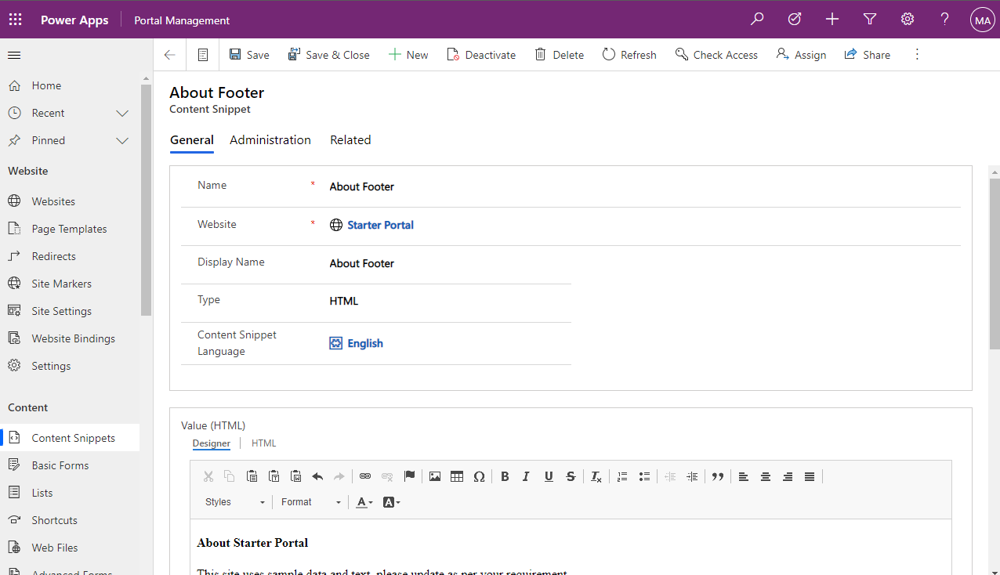 Power Apps Portal Management MA
Save Save & Close New Deactivate Delete Refresh Check Access Assign Share
Home
Recent
Pinned
Website
Websites
Page Templates
Redirects
Site Markers
Site Settings
Website Bindings
Settings
Content
Content Snippets
Basic Forms
Lists
Shortcuts
Web Files
Advanced Forms
About Footer
Content Snippet
General Administration Related
Name * About Footer
Website * Starter Portal
Display Name About Footer
Type HTML
Content Snippet
Language English
Value (HTML)
Designer HTML
Styles Format
About Starter Portal
This site uses sample data and text, please update as per your requirement